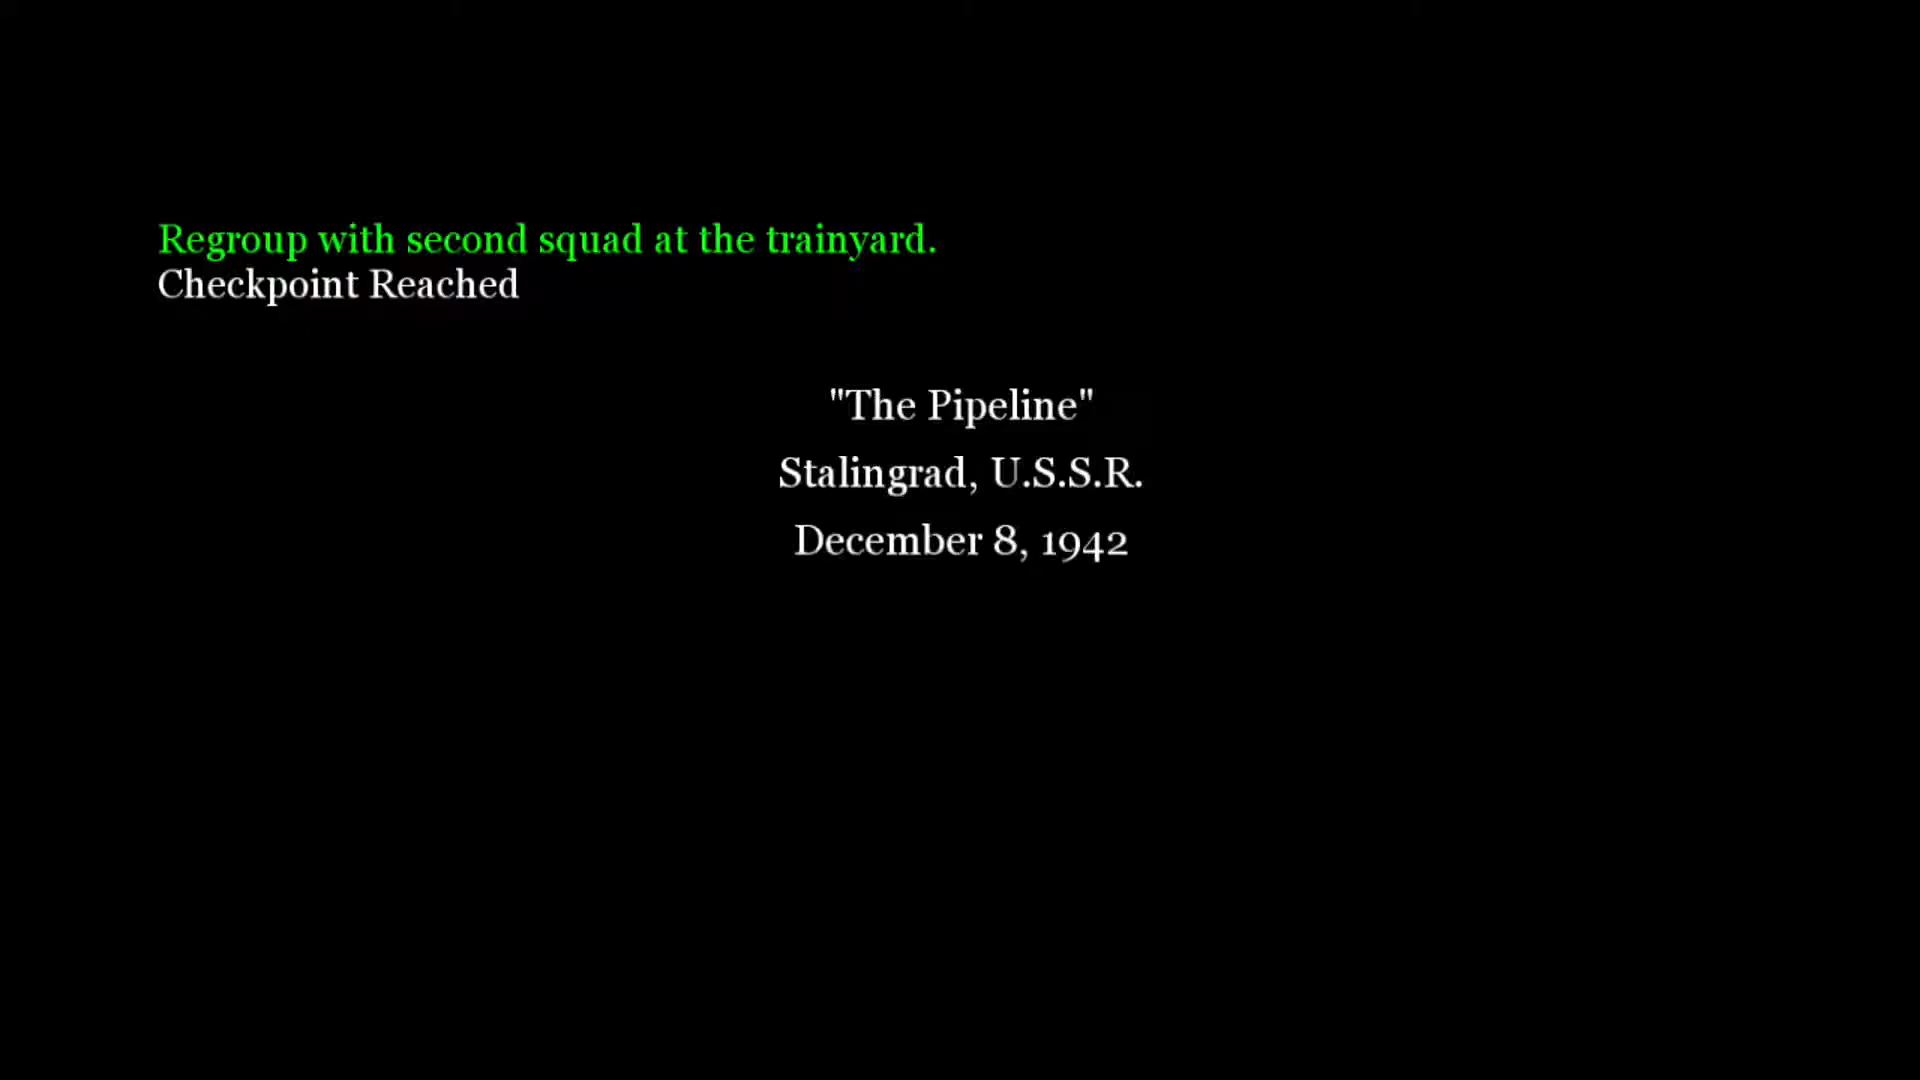 Regroup with second squad at the trainyard.
Checkpoint Reached
"The Pipeline"
Stalingrad, U.S.S.R.
December 8, 1942